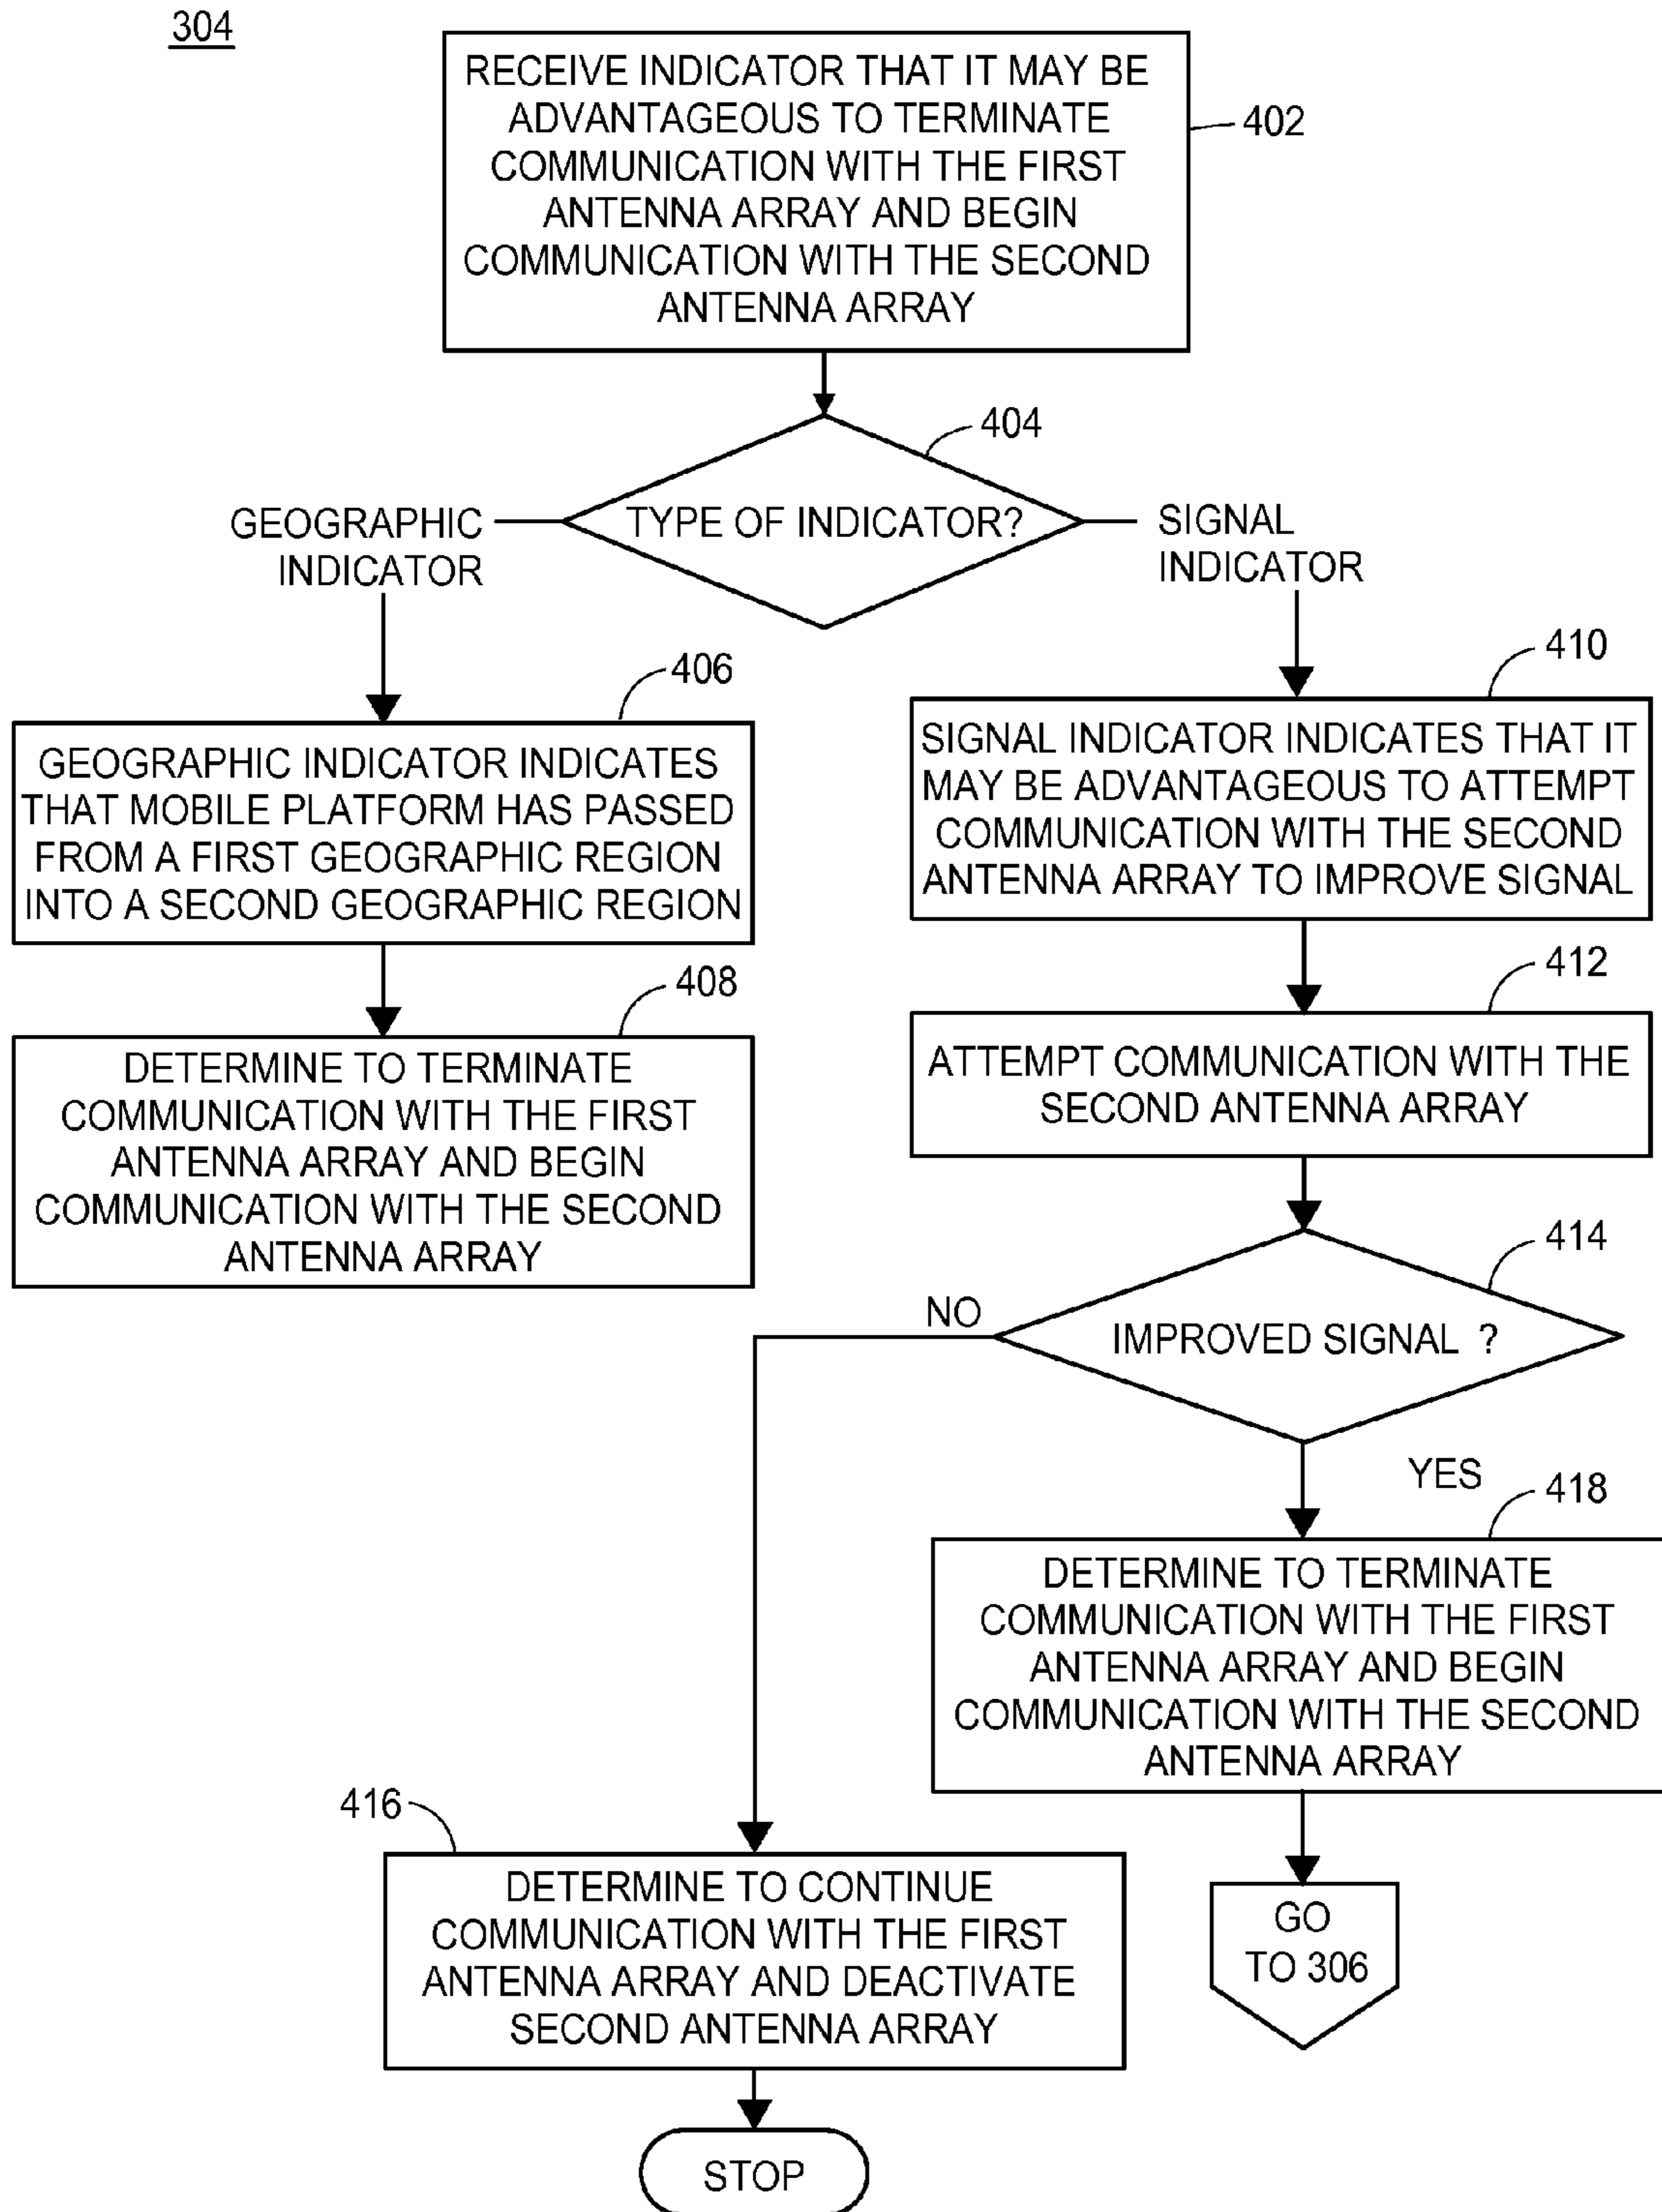 304
RECEIVE INDICATOR THAT IT MAY BE
ADVANTAGEOUS TO TERMINATE
COMMUNICATION WITH THE FIRST
ANTENNA ARRAY AND BEGIN
COMMUNICATION WITH THE SECOND
ANTENNA ARRAY
402
404
TYPE OF INDICATOR?
GEOGRAPHIC
INDICATOR
SIGNAL
INDICATOR
406
GEOGRAPHIC INDICATOR INDICATES
THAT MOBILE PLATFORM HAS PASSED
FROM A FIRST GEOGRAPHIC REGION
INTO A SECOND GEOGRAPHIC REGION
408
DETERMINE TO TERMINATE
COMMUNICATION WITH THE FIRST
ANTENNA ARRAY AND BEGIN
COMMUNICATION WITH THE SECOND
ANTENNA ARRAY
410
SIGNAL INDICATOR INDICATES THAT IT
MAY BE ADVANTAGEOUS TO ATTEMPT
COMMUNICATION WITH THE SECOND
ANTENNA ARRAY TO IMPROVE SIGNAL
412
ATTEMPT COMMUNICATION WITH THE
SECOND ANTENNA ARRAY
414
IMPROVED SIGNAL ?
NO
YES
418
DETERMINE TO TERMINATE
COMMUNICATION WITH THE FIRST
ANTENNA ARRAY AND BEGIN
COMMUNICATION WITH THE SECOND
ANTENNA ARRAY
GO
TO 306
416
DETERMINE TO CONTINUE
COMMUNICATION WITH THE FIRST
ANTENNA ARRAY AND DEACTIVATE
SECOND ANTENNA ARRAY
STOP